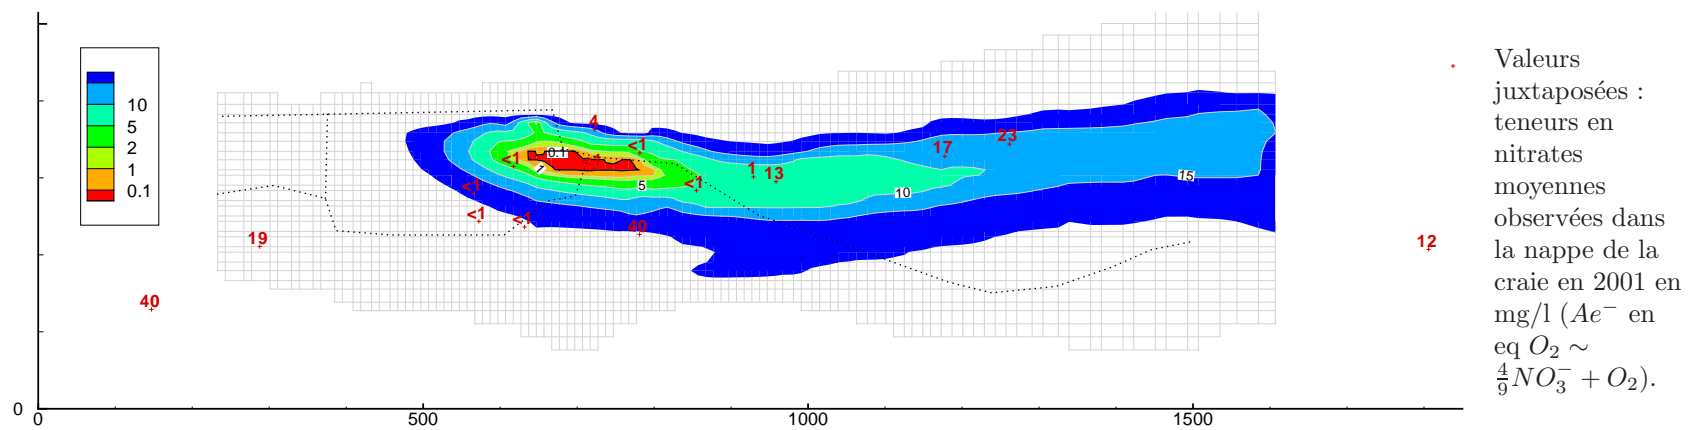 10
5
2
1
0.1
4
<1
0.1
<1
1
<1
5
<1
<1
<1
40
1
13
17
23
10
15
19
40
12
0
0
500
1000
1500
Valeurs
juxtaposées :
teneurs en
nitrates
moyennes
observées dans
la nappe de la
craie en 2001 en
mg/l (Ae⁻ en
eq O₂ ∼
4/9 NO₃⁻ + O₂).